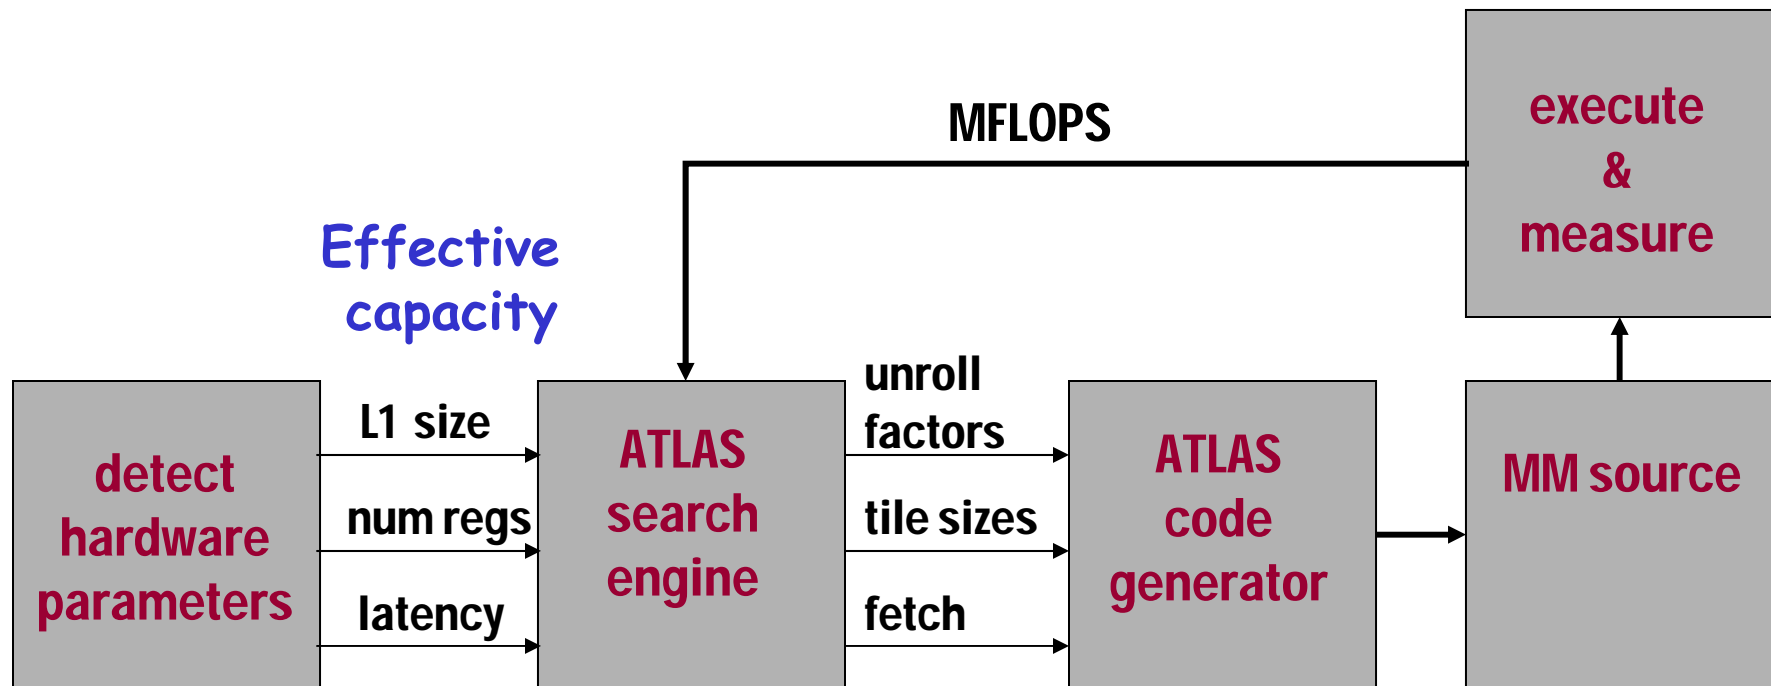 execute
&
measure
MFLOPS
Effective
capacity
detect
hardware
parameters
L1 size
num regs
latency
ATLAS
search
engine
unroll
factors
tile sizes
fetch
ATLAS
code
generator
MM source